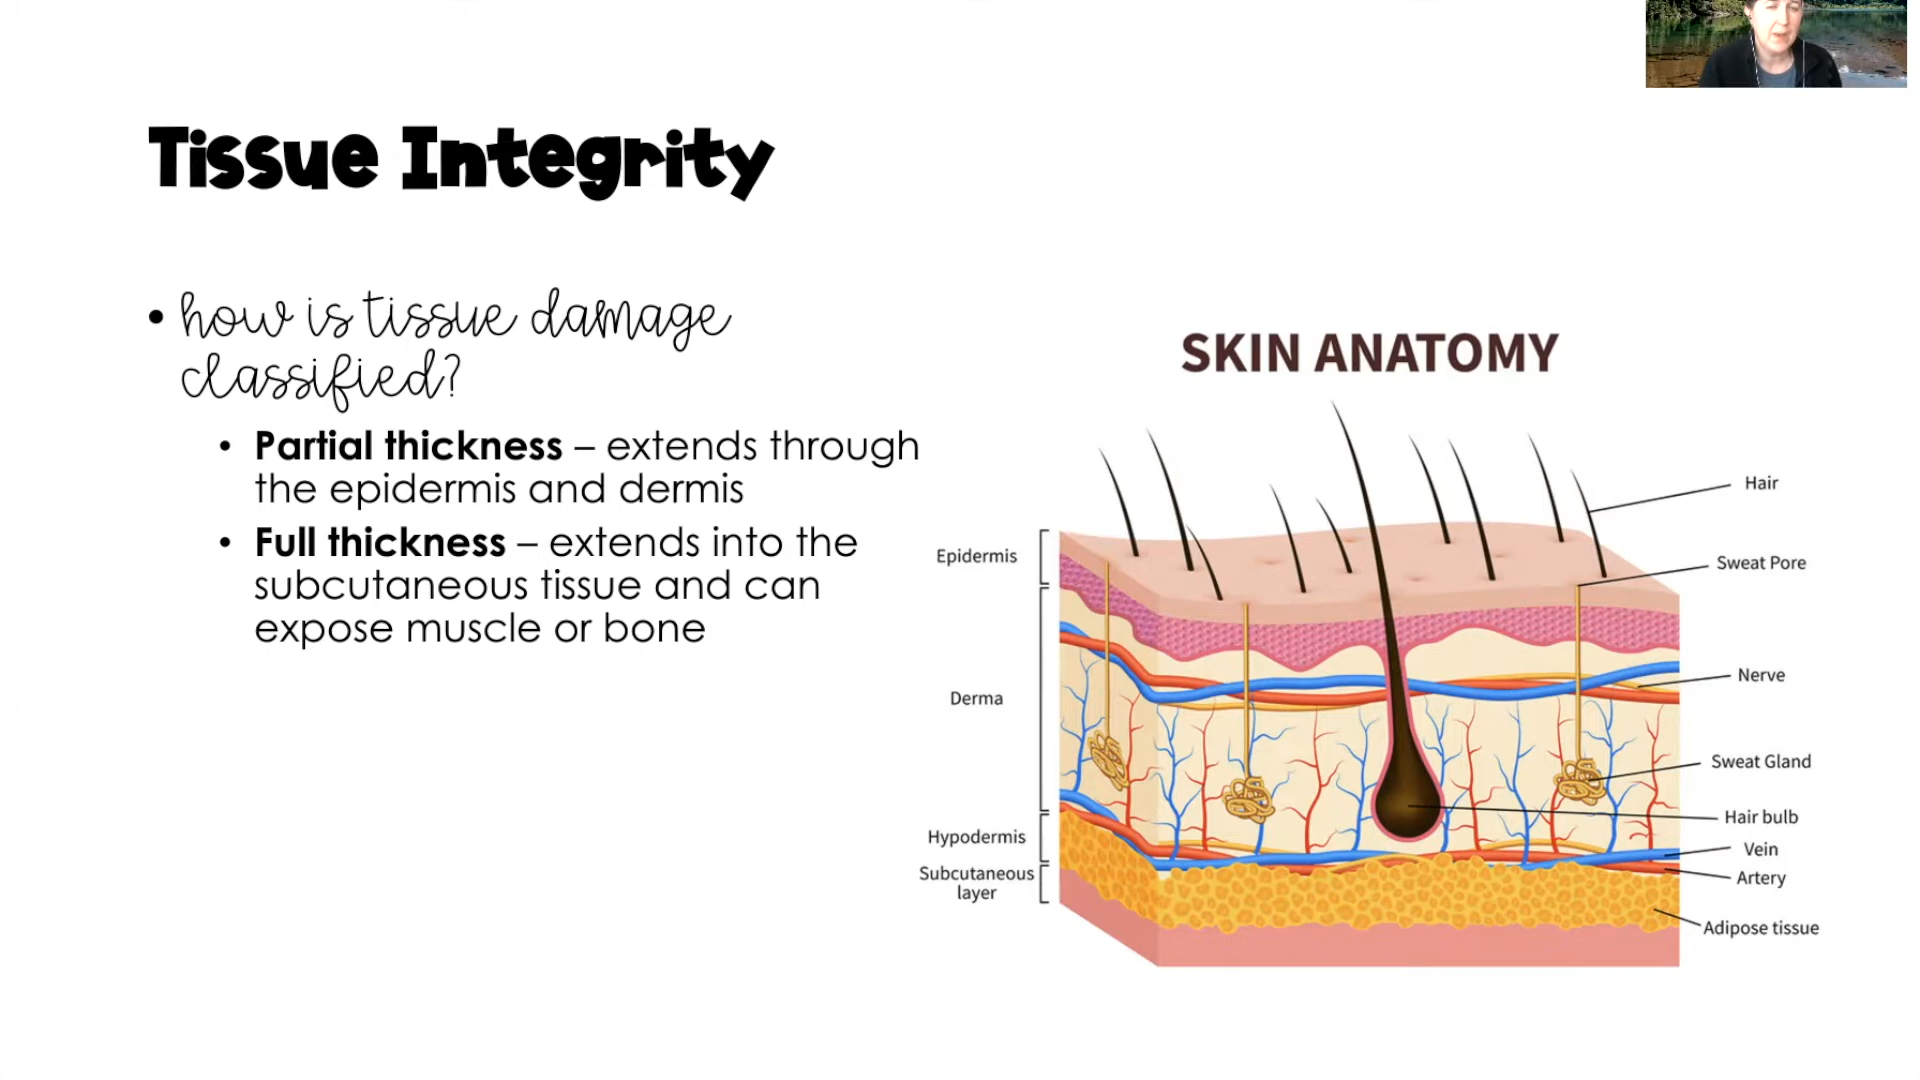 Tissue Integrity
• how is tissue damage
classified?
• Partial thickness – extends through
the epidermis and dermis
• Full thickness – extends into the
subcutaneous tissue and can
expose muscle or bone
SKIN ANATOMY
Epidermis
Derma
Hypodermis
Subcutaneous
layer
Hair
Sweat Pore
Nerve
Sweat Gland
Hair bulb
Vein
Artery
Adipose tissue